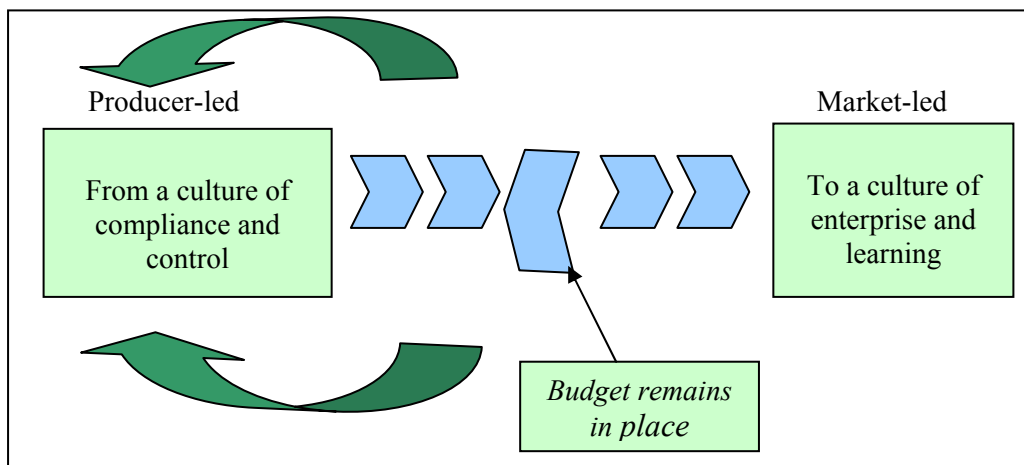 Producer-led
Market-led
From a culture of
compliance and
control
To a culture of
enterprise and
learning
Budget remains
in place